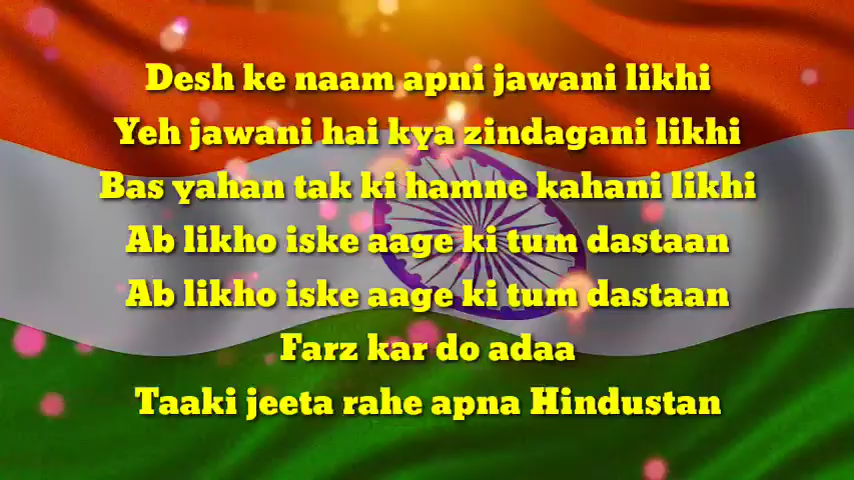 Desh ke naam apni jawani likhi
Yeh jawani hai kya zindagani likhi
Bas yahan tak ki hamne kahani likhi
Ab likho iske aage ki tum dastaan
Ab likho iske aage ki tum dastaan
Farz kar do adaa
Taaki jeeta rahe apna Hindustan